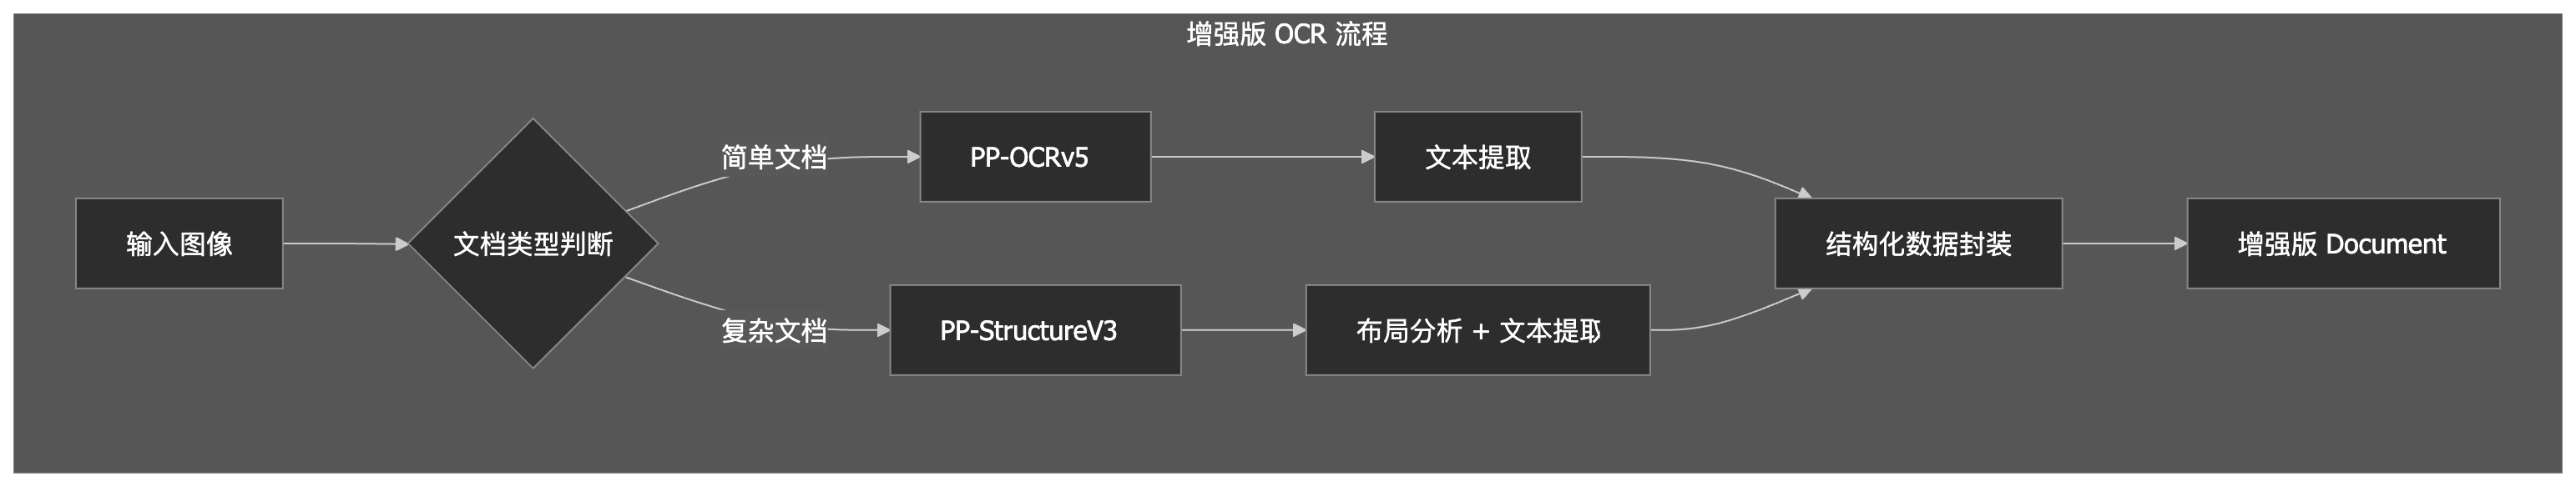 增强版 OCR 流程
输入图像
文档类型判断
简单文档
PP-OCRv5
文本提取
复杂文档
PP-StructureV3
布局分析 + 文本提取
结构化数据封装
增强版 Document